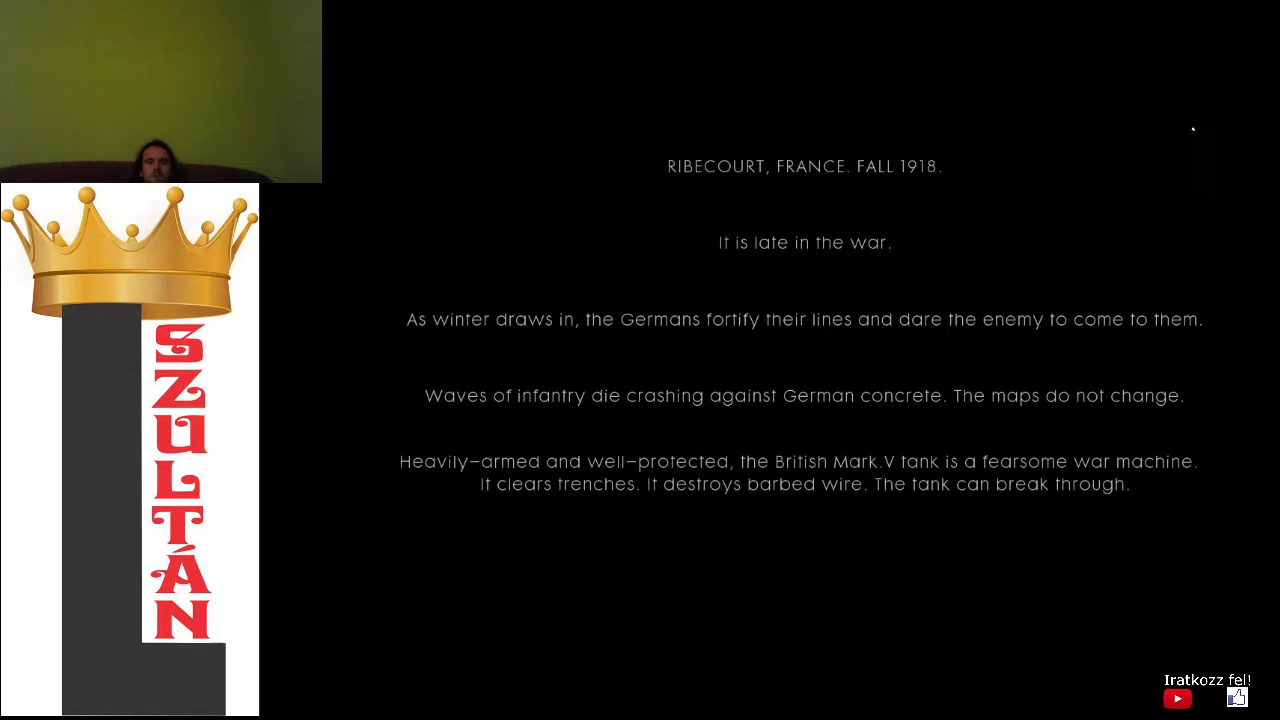 RIBECOURT, FRANCE. FALL 1918.
It is late in the war.
As winter draws in, the Germans fortify their lines and dare the enemy to come to them.
Waves of infantry die crashing against German concrete. The maps do not change.
Heavily-armed and well-protected, the British Mark.V tank is a fearsome war machine.
It clears trenches. It destroys barbed wire. The tank can break through.
L
SZULTÁN
Iratkozz fel!